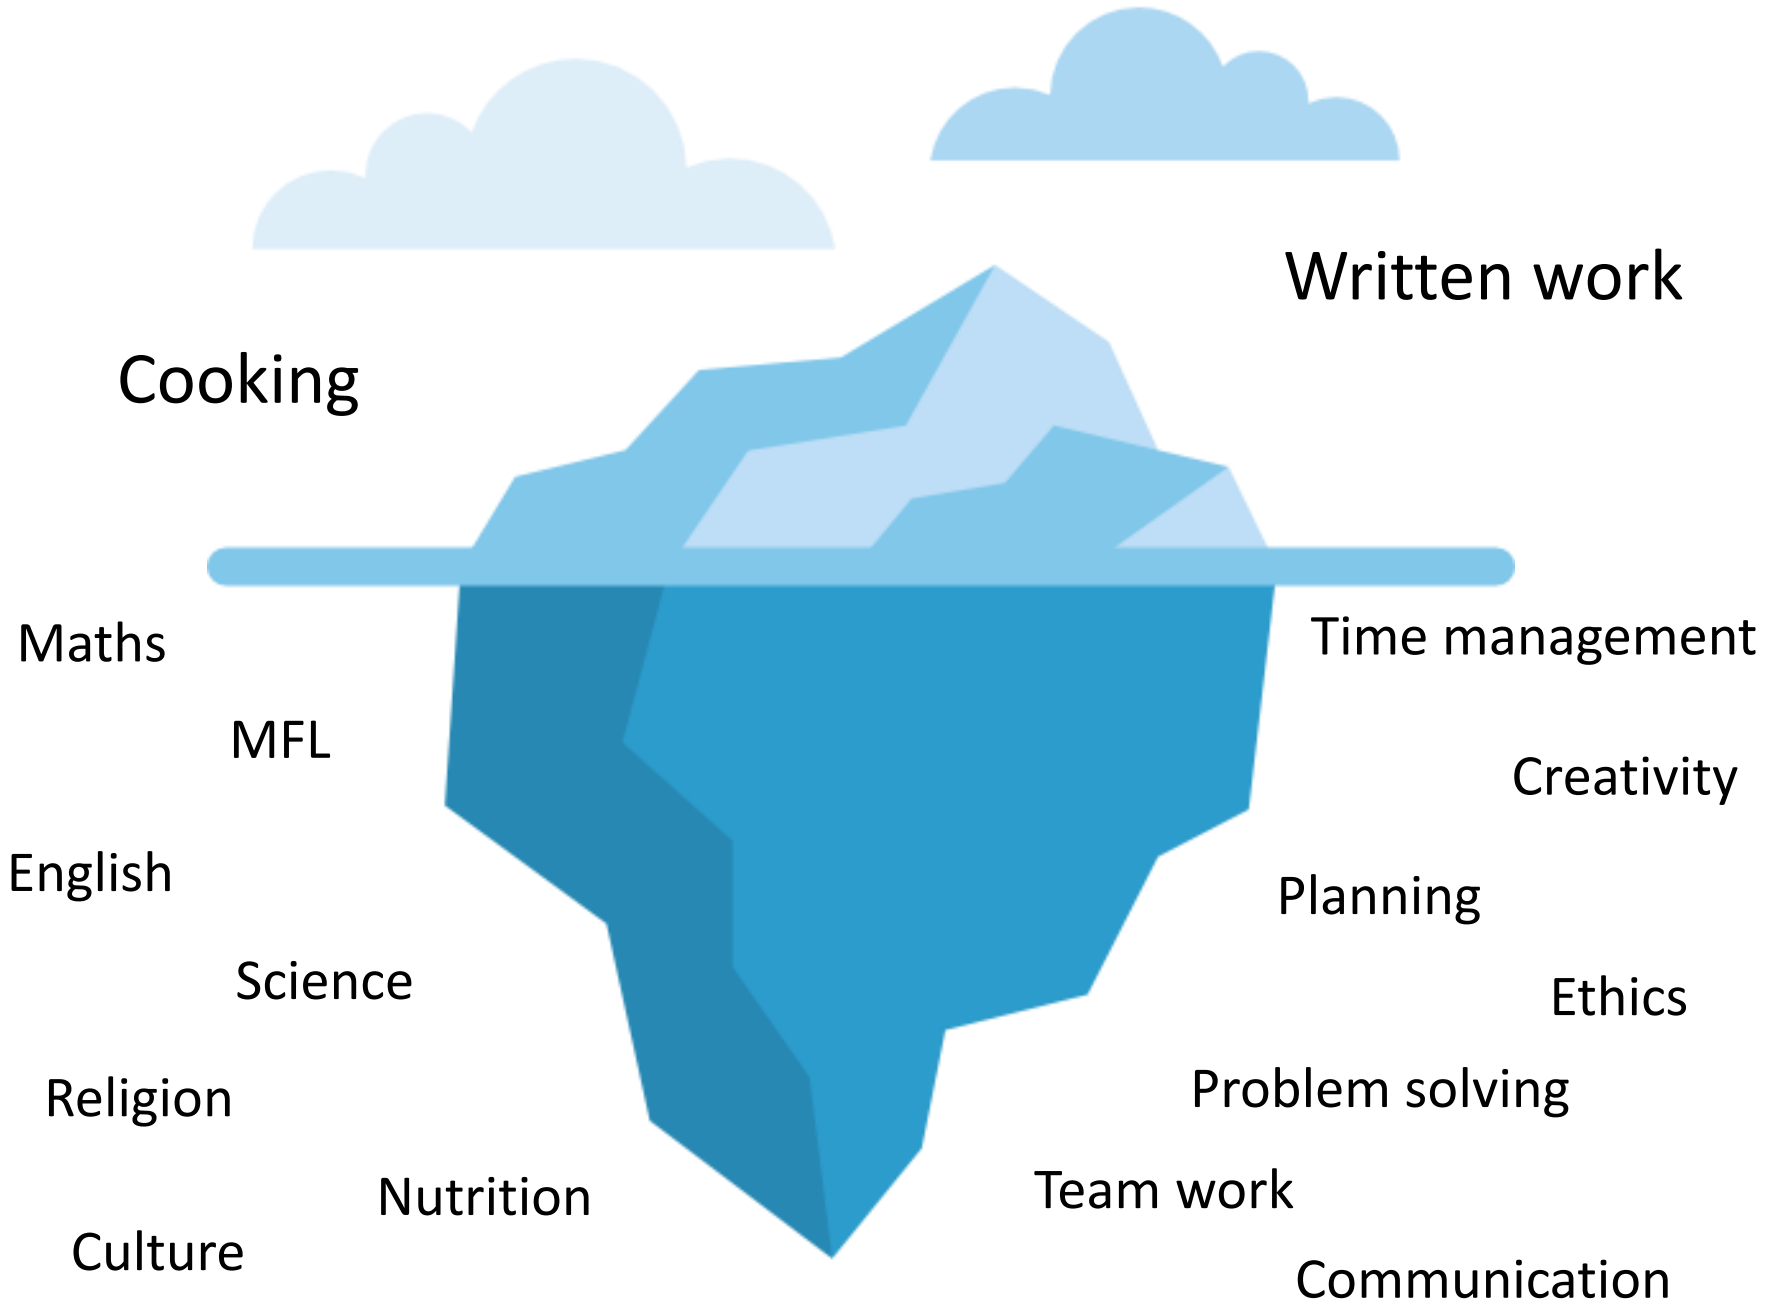 Written work
Cooking
Maths
Time management
MFL
Creativity
English
Planning
Science
Ethics
Religion
Problem solving
Nutrition
Team work
Culture
Communication